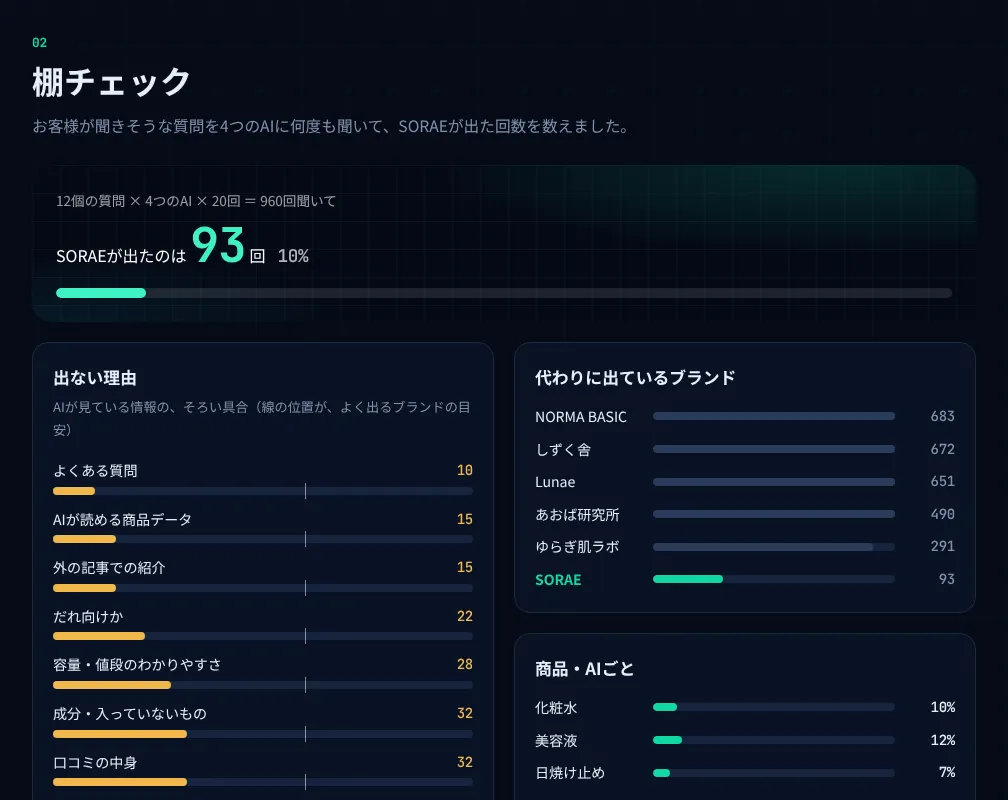 02
棚チェック
お客様が聞きそうな質問を4つのAIに何度も聞いて、SORAEが出た回数を数えました。
12個の質問 × 4つのAI × 20回 ＝ 960回聞いて
SORAEが出たのは 93 回 10%
出ない理由
AIが見ている情報の、そろい具合（線の位置が、よく出るブランドの目
安）
よくある質問 10
AIが読める商品データ 15
外の記事での紹介 15
だれ向けか 22
容量・値段のわかりやすさ 28
成分・入っていないもの 32
口コミの中身 32
代わりに出ているブランド
NORMA BASIC 683
しずく舎 672
Lunae 651
あおば研究所 490
ゆらぎ肌ラボ 291
SORAE 93
商品・AIごと
化粧水 10%
美容液 12%
日焼け止め 7%